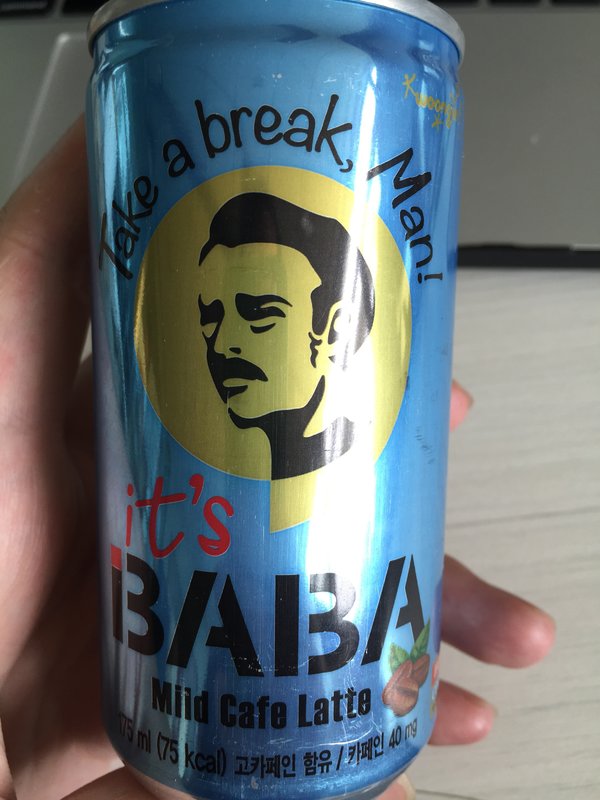 Take a break, Man!
it's
BABA
Mild Cafe Latte
175 ml (75 kcal) 고카페인 함유 / 카페인 40 mg